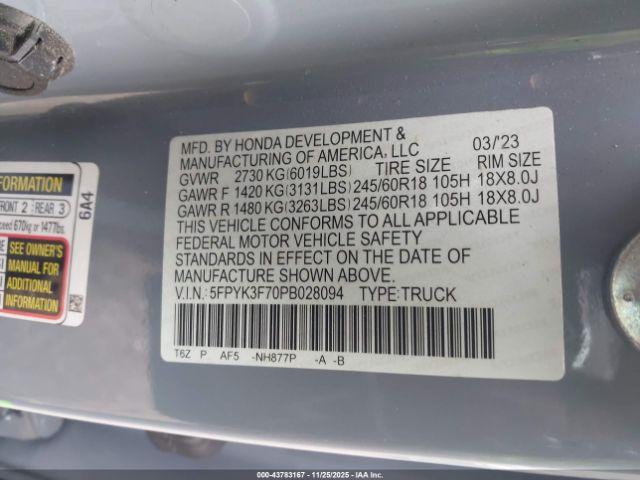 MFD. BY HONDA DEVELOPMENT &
MANUFACTURING OF AMERICA, LLC 03/'23
GVWR 2730 KG (6019LBS) TIRE SIZE RIM SIZE
GAWR F 1420 KG (3131LBS) 245/60R18 105H 18X8.0J
GAWR R 1480 KG (3263LBS) 245/60R18 105H 18X8.0J
THIS VEHICLE CONFORMS TO ALL APPLICABLE
FEDERAL MOTOR VEHICLE SAFETY
STANDARDS IN EFFECT ON THE DATE OF
MANUFACTURE SHOWN ABOVE.
V.I.N.: 5FPYK3F70PB028094 TYPE:TRUCK
T6Z P AF5 -NH877P -A -B
FORMATION
FRONT 2 REAR 3
exceed 670kg or 1477lbs.
SEE OWNER'S
MANUAL FOR
ADDITIONAL
INFORMATION
6A4
000-43783167 - 11/25/2025 - IAA, Inc.